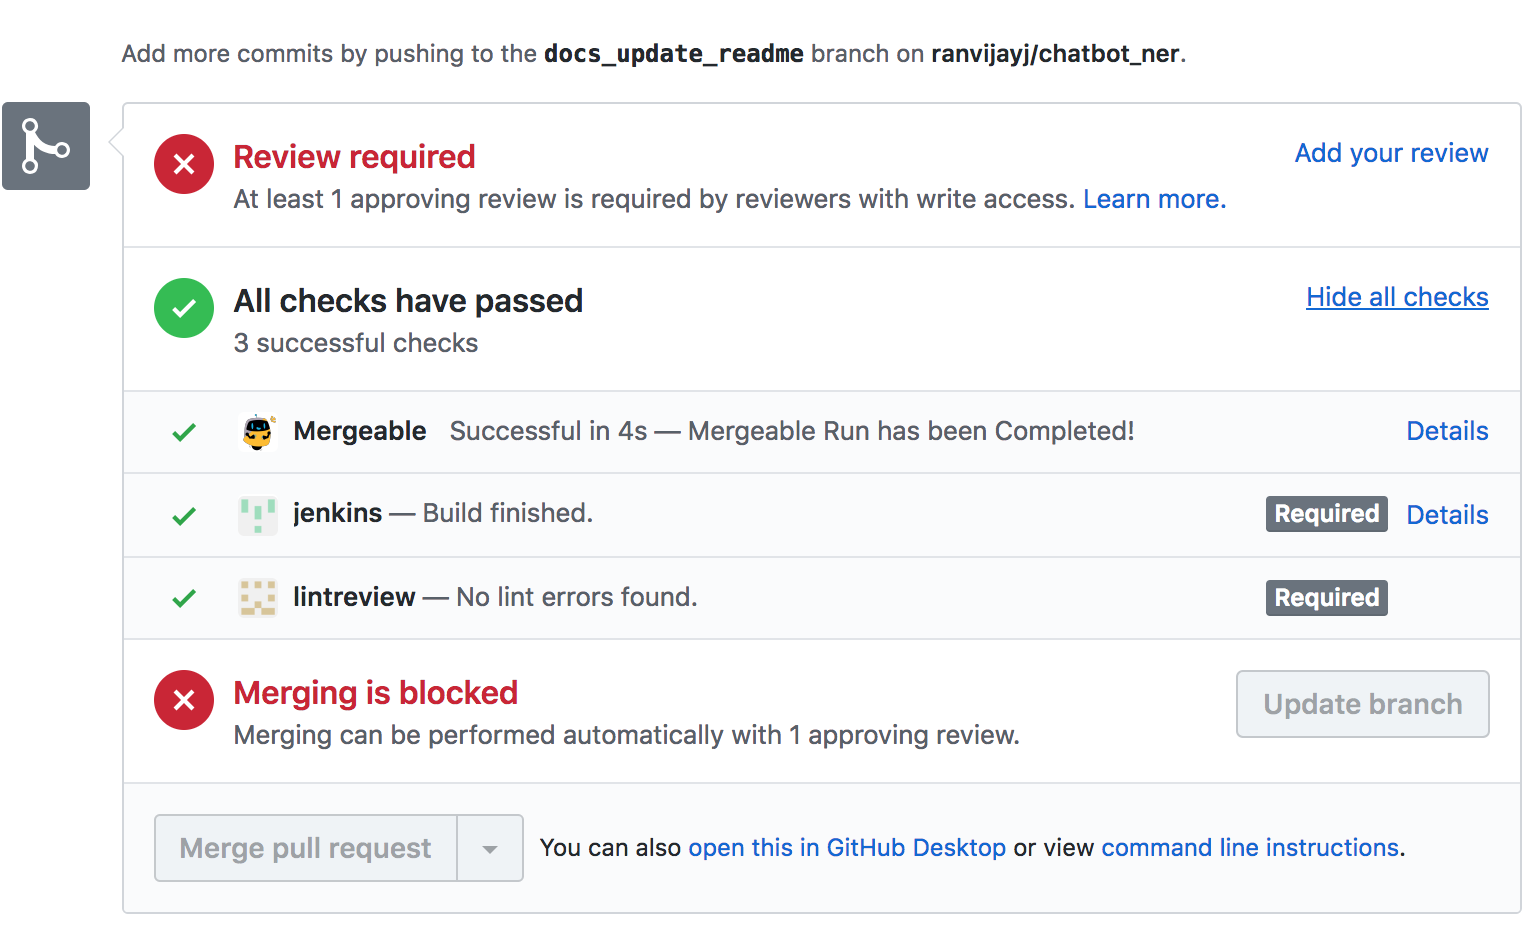 Add more commits by pushing to the docs_update_readme branch on ranvijayj/chatbot_ner.
Review required
Add your review
At least 1 approving review is required by reviewers with write access. Learn more.
All checks have passed
Hide all checks
3 successful checks
Mergeable Successful in 4s — Mergeable Run has been Completed! Details
jenkins — Build finished. Required Details
lintreview — No lint errors found. Required
Merging is blocked
Update branch
Merging can be performed automatically with 1 approving review.
Merge pull request You can also open this in GitHub Desktop or view command line instructions.